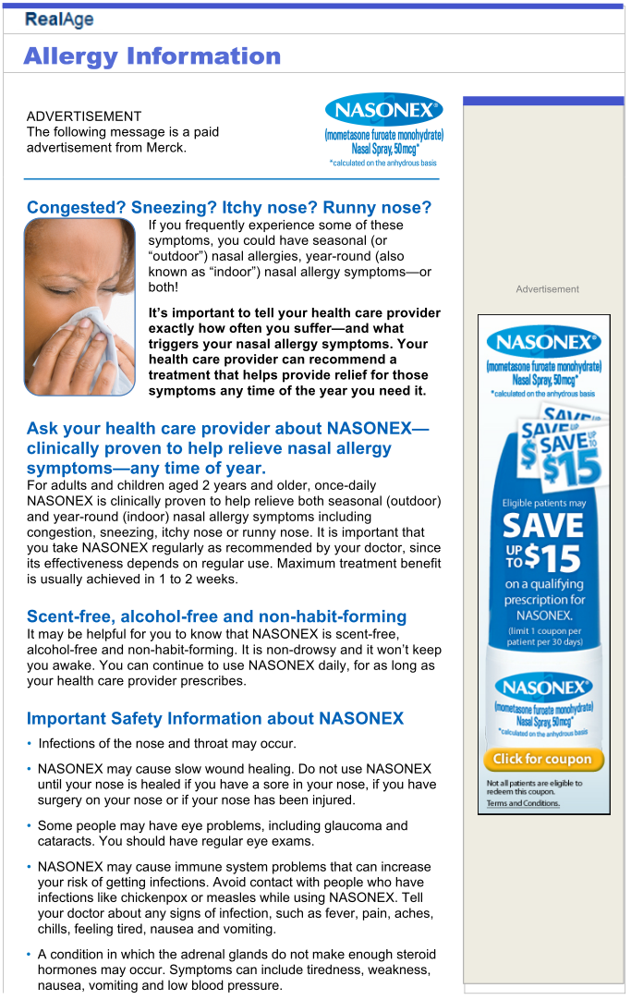 RealAge
Allergy Information
ADVERTISEMENT
The following message is a paid
advertisement from Merck.
NASONEX®
(mometasone furoate monohydrate)
Nasal Spray, 50mcg*
*calculated on the anhydrous basis
Congested? Sneezing? Itchy nose? Runny nose?
If you frequently experience some of these
symptoms, you could have seasonal (or
“outdoor”) nasal allergies, year-round (also
known as “indoor”) nasal allergy symptoms—or
both!
It’s important to tell your health care provider
exactly how often you suffer—and what
triggers your nasal allergy symptoms. Your
health care provider can recommend a
treatment that helps provide relief for those
symptoms any time of the year you need it.
Ask your health care provider about NASONEX—
clinically proven to help relieve nasal allergy
symptoms—any time of year.
For adults and children aged 2 years and older, once-daily
NASONEX is clinically proven to help relieve both seasonal (outdoor)
and year-round (indoor) nasal allergy symptoms including
congestion, sneezing, itchy nose or runny nose. It is important that
you take NASONEX regularly as recommended by your doctor, since
its effectiveness depends on regular use. Maximum treatment benefit
is usually achieved in 1 to 2 weeks.
Scent-free, alcohol-free and non-habit-forming
It may be helpful for you to know that NASONEX is scent-free,
alcohol-free and non-habit-forming. It is non-drowsy and it won’t keep
you awake. You can continue to use NASONEX daily, for as long as
your health care provider prescribes.
Important Safety Information about NASONEX
• Infections of the nose and throat may occur.
• NASONEX may cause slow wound healing. Do not use NASONEX
until your nose is healed if you have a sore in your nose, if you have
surgery on your nose or if your nose has been injured.
• Some people may have eye problems, including glaucoma and
cataracts. You should have regular eye exams.
• NASONEX may cause immune system problems that can increase
your risk of getting infections. Avoid contact with people who have
infections like chickenpox or measles while using NASONEX. Tell
your doctor about any signs of infection, such as fever, pain, aches,
chills, feeling tired, nausea and vomiting.
• A condition in which the adrenal glands do not make enough steroid
hormones may occur. Symptoms can include tiredness, weakness,
nausea, vomiting and low blood pressure.
Advertisement
NASONEX®
(mometasone furoate monohydrate)
Nasal Spray, 50mcg*
*calculated on the anhydrous basis
SAVE UP
SAVE UP
$
SAVE UP TO
$15
Eligible patients may
SAVE
UP TO $15
on a qualifying
prescription for
NASONEX.
(limit 1 coupon per
patient per 30 days)
NASONEX®
(mometasone furoate monohydrate)
Nasal Spray, 50mcg*
*calculated on the anhydrous basis
Click for coupon
Not all patients are eligible to
redeem this coupon.
Terms and Conditions.